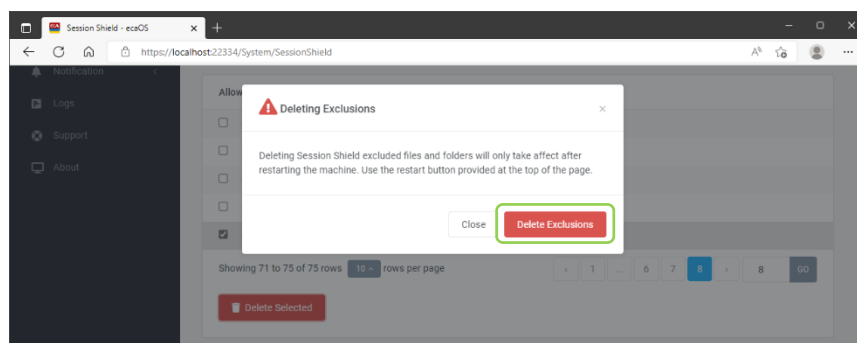 Session Shield - ecaOS
https://localhost:22334/System/SessionShield
Notification
Logs
Support
About
Allow
Deleting Exclusions
Deleting Session Shield excluded files and folders will only take affect after
restarting the machine. Use the restart button provided at the top of the page.
Close Delete Exclusions
Showing 71 to 75 of 75 rows 10 rows per page
1 ... 6 7 8 8 GO
Delete Selected